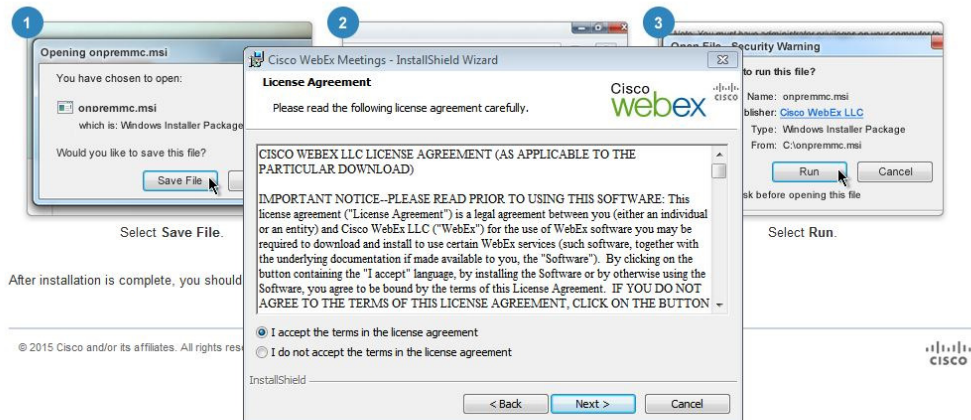 1
Opening onpremmc.msi
You have chosen to open:
onpremmc.msi
which is: Windows Installer Package
Would you like to save this file?
Save File
Select Save File.
2
Cisco WebEx Meetings - InstallShield Wizard
License Agreement
Please read the following license agreement carefully.
Cisco
webex
CISCO
CISCO WEBEX LLC LICENSE AGREEMENT (AS APPLICABLE TO THE
PARTICULAR DOWNLOAD)
IMPORTANT NOTICE--PLEASE READ PRIOR TO USING THIS SOFTWARE: This
license agreement ("License Agreement") is a legal agreement between you (either an individual
or an entity) and Cisco WebEx LLC ("WebEx") for the use of WebEx software you may be
required to download and install to use certain WebEx services (such software, together with
the underlying documentation if made available to you, the "Software"). By clicking on the
button containing the "I accept" language, by installing the Software or by otherwise using the
Software, you agree to be bound by the terms of this License Agreement. IF YOU DO NOT
AGREE TO THE TERMS OF THIS LICENSE AGREEMENT, CLICK ON THE BUTTON
I accept the terms in the license agreement
I do not accept the terms in the license agreement
InstallShield
< Back
Next >
Cancel
3
Note: You must have administrator privileges on your computer to
Open File - Security Warning
to run this file?
Name: onpremmc.msi
blisher: Cisco WebEx LLC
Type: Windows Installer Package
From: C:\onpremmc.msi
Run
Cancel
sk before opening this file
Select Run.
After installation is complete, you should
© 2015 Cisco and/or its affiliates. All rights rese
CISCO